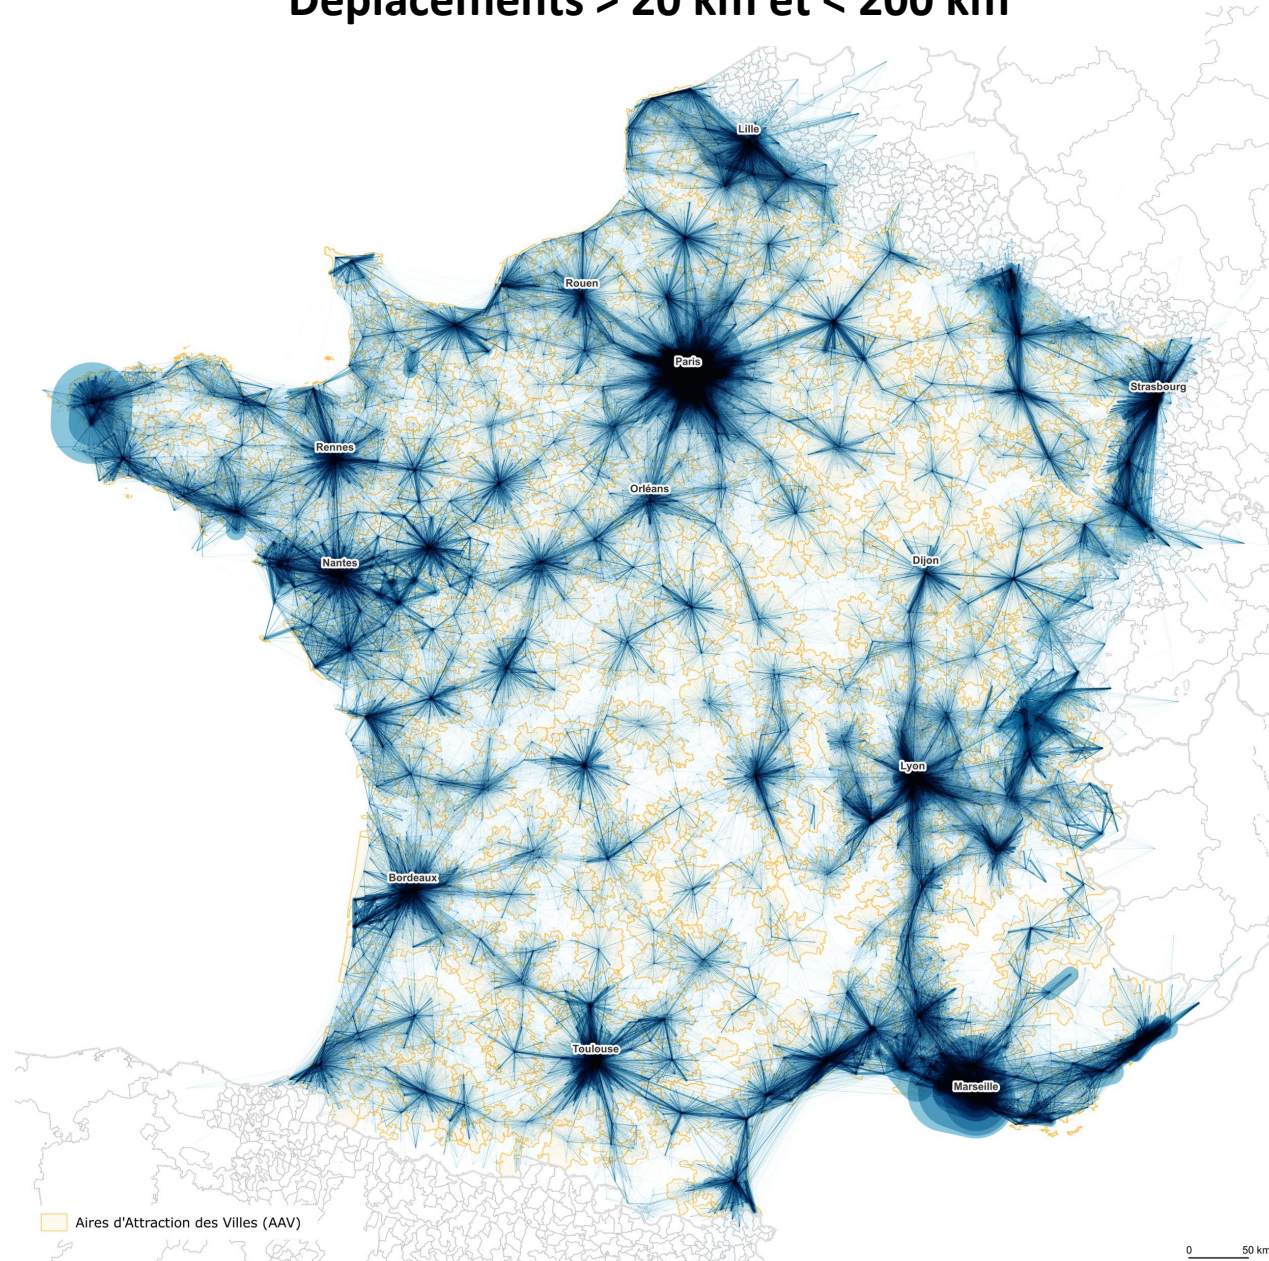 Déplacements > 20 km et < 200 km
Lille
Rouen
Paris
Strasbourg
Rennes
Orléans
Nantes
Dijon
Lyon
Bordeaux
Toulouse
Marseille
Aires d'Attraction des Villes (AAV)
0 50 km